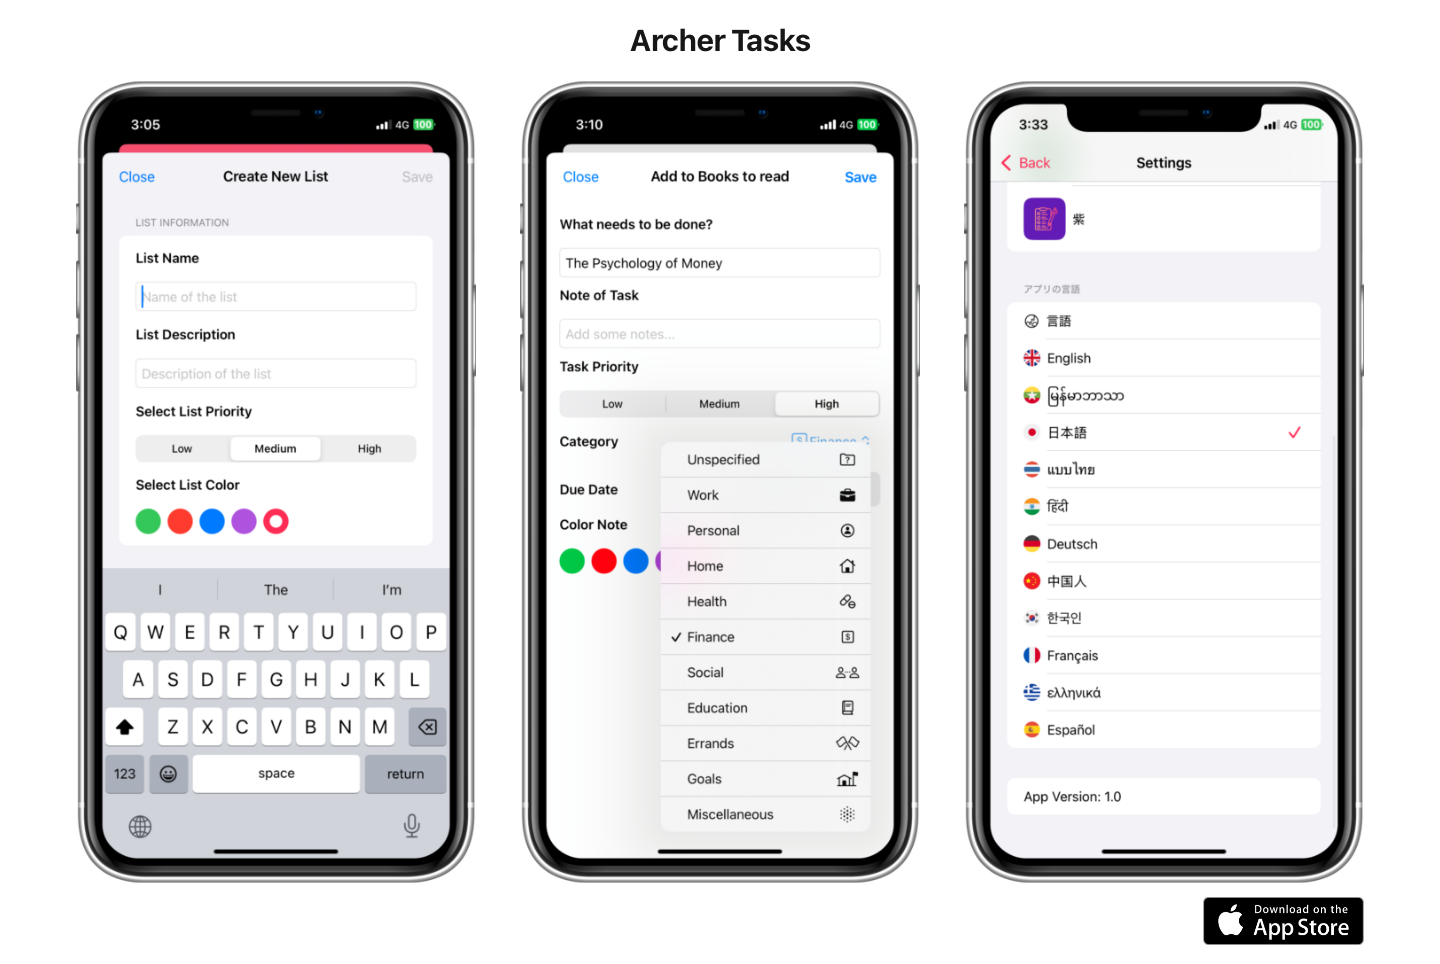 Archer Tasks
3:05
4G 100
Close
Create New List
Save
LIST INFORMATION
List Name
Name of the list
List Description
Description of the list
Select List Priority
Low
Medium
High
Select List Color
I
The
I'm
Q W E R T Y U I O P
A S D F G H J K L
Z X C V B N M
123
space
return
3:10
4G 100
Close
Add to Books to read
Save
What needs to be done?
The Psychology of Money
Note of Task
Add some notes...
Task Priority
Low
Medium
High
Category
Finance
Due Date
Color Note
Unspecified
Work
Personal
Home
Health
Finance
Social
Education
Errands
Goals
Miscellaneous
3:33
4G 100
Back
Settings
紫
アプリの言語
言語
English
မြန်မာဘာသာ
日本語
แบบไทย
हिंदी
Deutsch
中国人
한국인
Français
ελληνικά
Español
App Version: 1.0
Download on the
App Store